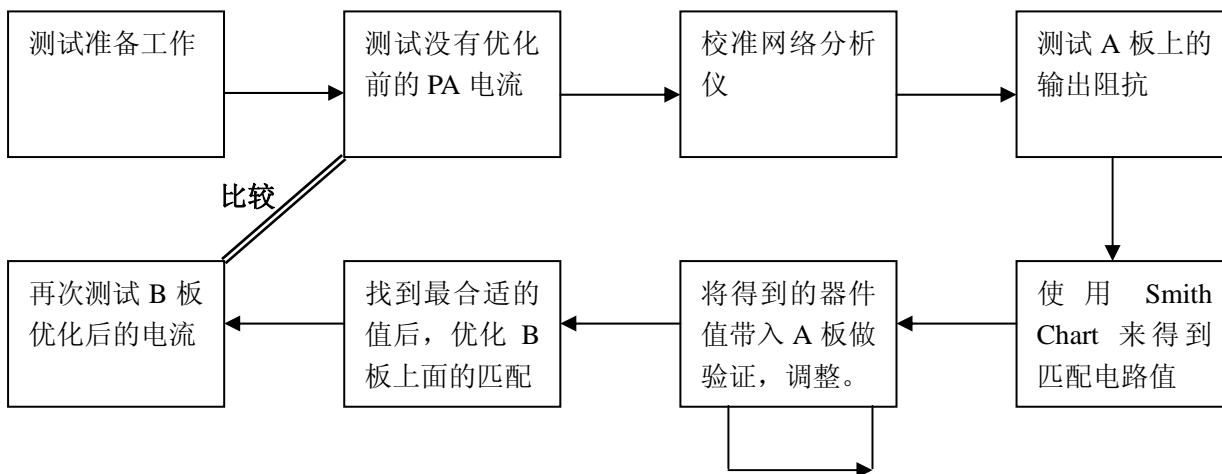 测试准备工作
测试没有优化
前的 PA 电流
校准网络分析
仪
测试 A 板上的
输出阻抗
比较
再次测试 B 板
优化后的电流
找到最合适的
值后，优化 B
板上面的匹配
将得到的器件
值带入 A 板做
验证，调整。
使用 Smith
Chart 来得到
匹配电路值